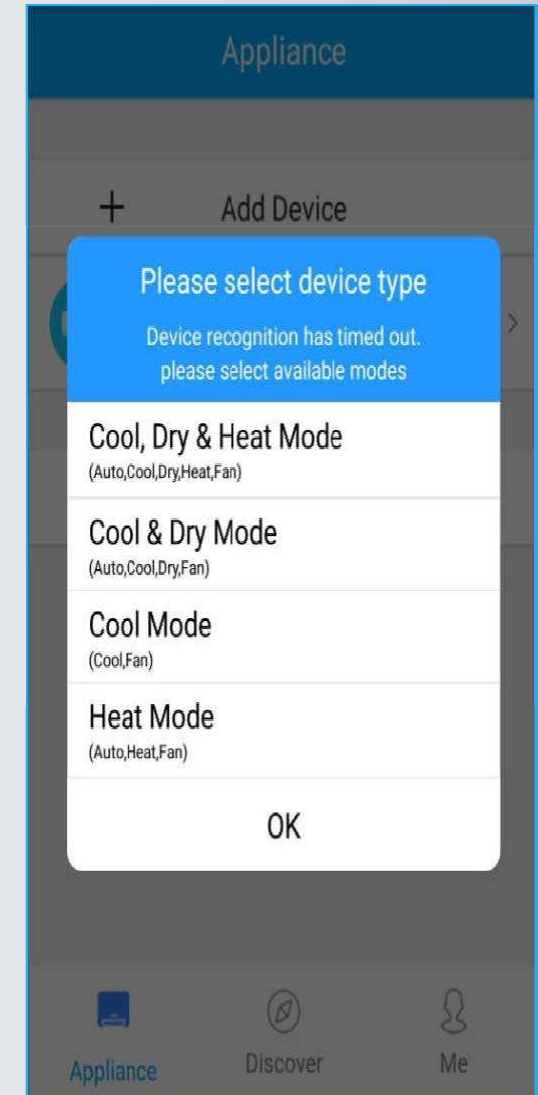 Appliance
+ Add Device
Please select device type
Device recognition has timed out.
please select available modes
Cool, Dry & Heat Mode
(Auto,Cool,Dry,Heat,Fan)
Cool & Dry Mode
(Auto,Cool,Dry,Fan)
Cool Mode
(Cool,Fan)
Heat Mode
(Auto,Heat,Fan)
OK
Appliance
Discover
Me